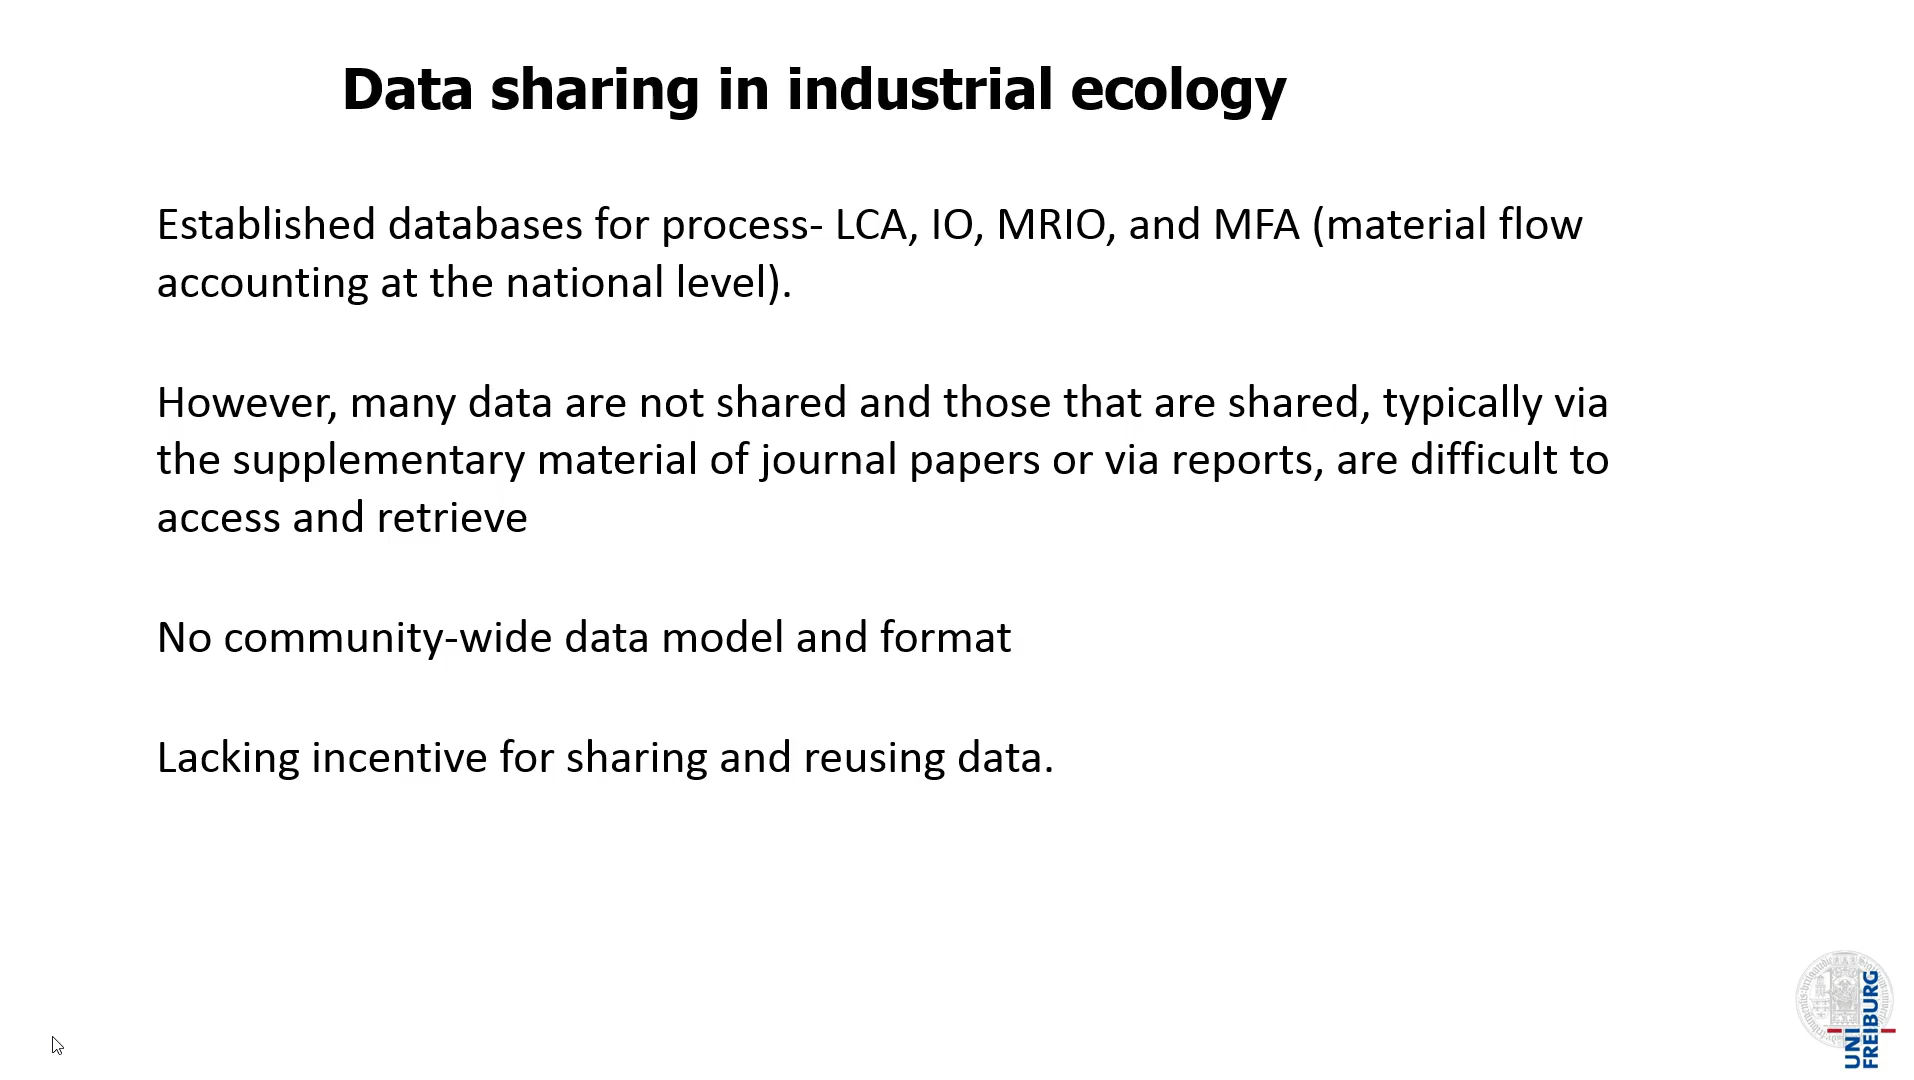 Data sharing in industrial ecology
Established databases for process- LCA, IO, MRIO, and MFA (material flow
accounting at the national level).
However, many data are not shared and those that are shared, typically via
the supplementary material of journal papers or via reports, are difficult to
access and retrieve
No community-wide data model and format
Lacking incentive for sharing and reusing data.
UNI
FREIBURG